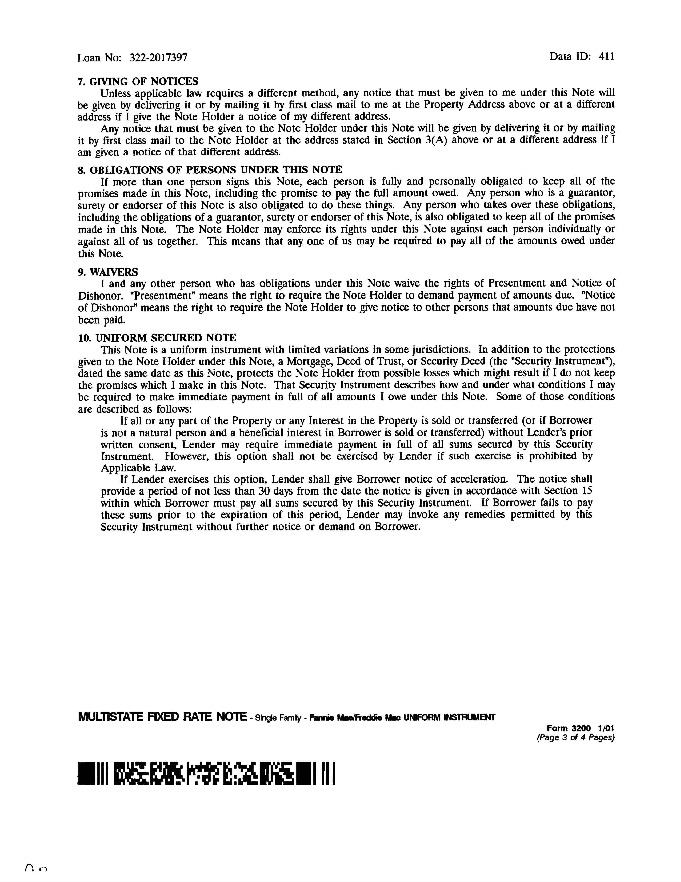 Loan No: 322-2017397 Data ID: 411
7. GIVING OF NOTICES
Unless applicable law requires a different method, any notice that must be given to me under this Note will
be given by delivering it or by mailing it by first class mail to me at the Property Address above or at a different
address if I give the Note Holder a notice of my different address.
Any notice that must be given to the Note Holder under this Note will be given by delivering it or by mailing
it by first class mail to the Note Holder at the address stated in Section 3(A) above or at a different address if I
am given a notice of that different address.
8. OBLIGATIONS OF PERSONS UNDER THIS NOTE
If more than one person signs this Note, each person is fully and personally obligated to keep all of the
promises made in this Note, including the promise to pay the full amount owed. Any person who is a guarantor,
surety or endorser of this Note is also obligated to do these things. Any person who takes over these obligations,
including the obligations of a guarantor, surety or endorser of this Note, is also obligated to keep all of the promises
made in this Note. The Note Holder may enforce its rights under this Note against each person individually or
against all of us together. This means that any one of us may be required to pay all of the amounts owed under
this Note.
9. WAIVERS
I and any other person who has obligations under this Note waive the rights of Presentment and Notice of
Dishonor. "Presentment" means the right to require the Note Holder to demand payment of amounts due. "Notice
of Dishonor" means the right to require the Note Holder to give notice to other persons that amounts due have not
been paid.
10. UNIFORM SECURED NOTE
This Note is a uniform instrument with limited variations in some jurisdictions. In addition to the protections
given to the Note Holder under this Note, a Mortgage, Deed of Trust, or Security Deed (the "Security Instrument"),
dated the same date as this Note, protects the Note Holder from possible losses which might result if I do not keep
the promises which I make in this Note. That Security Instrument describes how and under what conditions I may
be required to make immediate payment in full of all amounts I owe under this Note. Some of those conditions
are described as follows:
If all or any part of the Property or any Interest in the Property is sold or transferred (or if Borrower
is not a natural person and a beneficial interest in Borrower is sold or transferred) without Lender's prior
written consent, Lender may require immediate payment in full of all sums secured by this Security
Instrument. However, this option shall not be exercised by Lender if such exercise is prohibited by
Applicable Law.
If Lender exercises this option, Lender shall give Borrower notice of acceleration. The notice shall
provide a period of not less than 30 days from the date the notice is given in accordance with Section 15
within which Borrower must pay all sums secured by this Security Instrument. If Borrower fails to pay
these sums prior to the expiration of this period, Lender may invoke any remedies permitted by this
Security Instrument without further notice or demand on Borrower.
MULTISTATE FIXED RATE NOTE - Single Family - Fannie Mae/Freddie Mac UNIFORM INSTRUMENT
Form 3200 1/01
(Page 3 of 4 Pages)